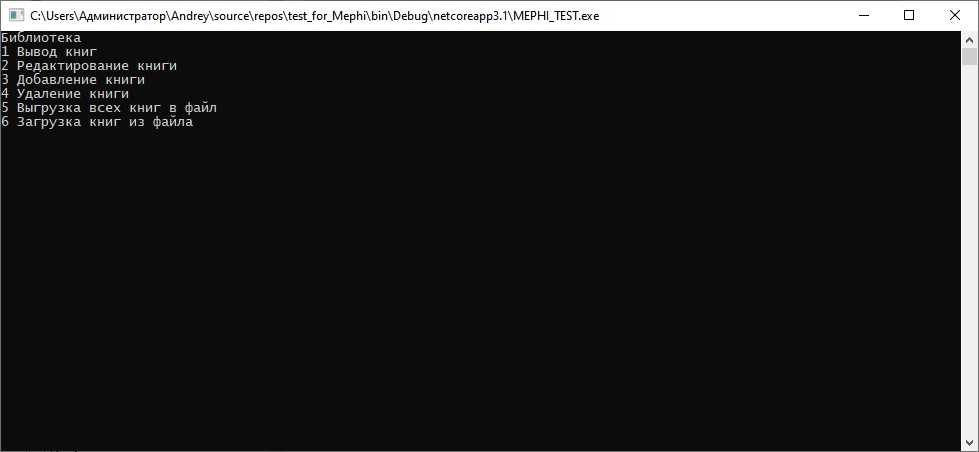 C:\Users\Администратор\Andrey\source\repos\test_for_Mephi\bin\Debug\netcoreapp3.1\MEPHI_TEST.exe
Библиотека
1 Вывод книг
2 Редактирование книги
3 Добавление книги
4 Удаление книги
5 Выгрузка всех книг в файл
6 Загрузка книг из файла